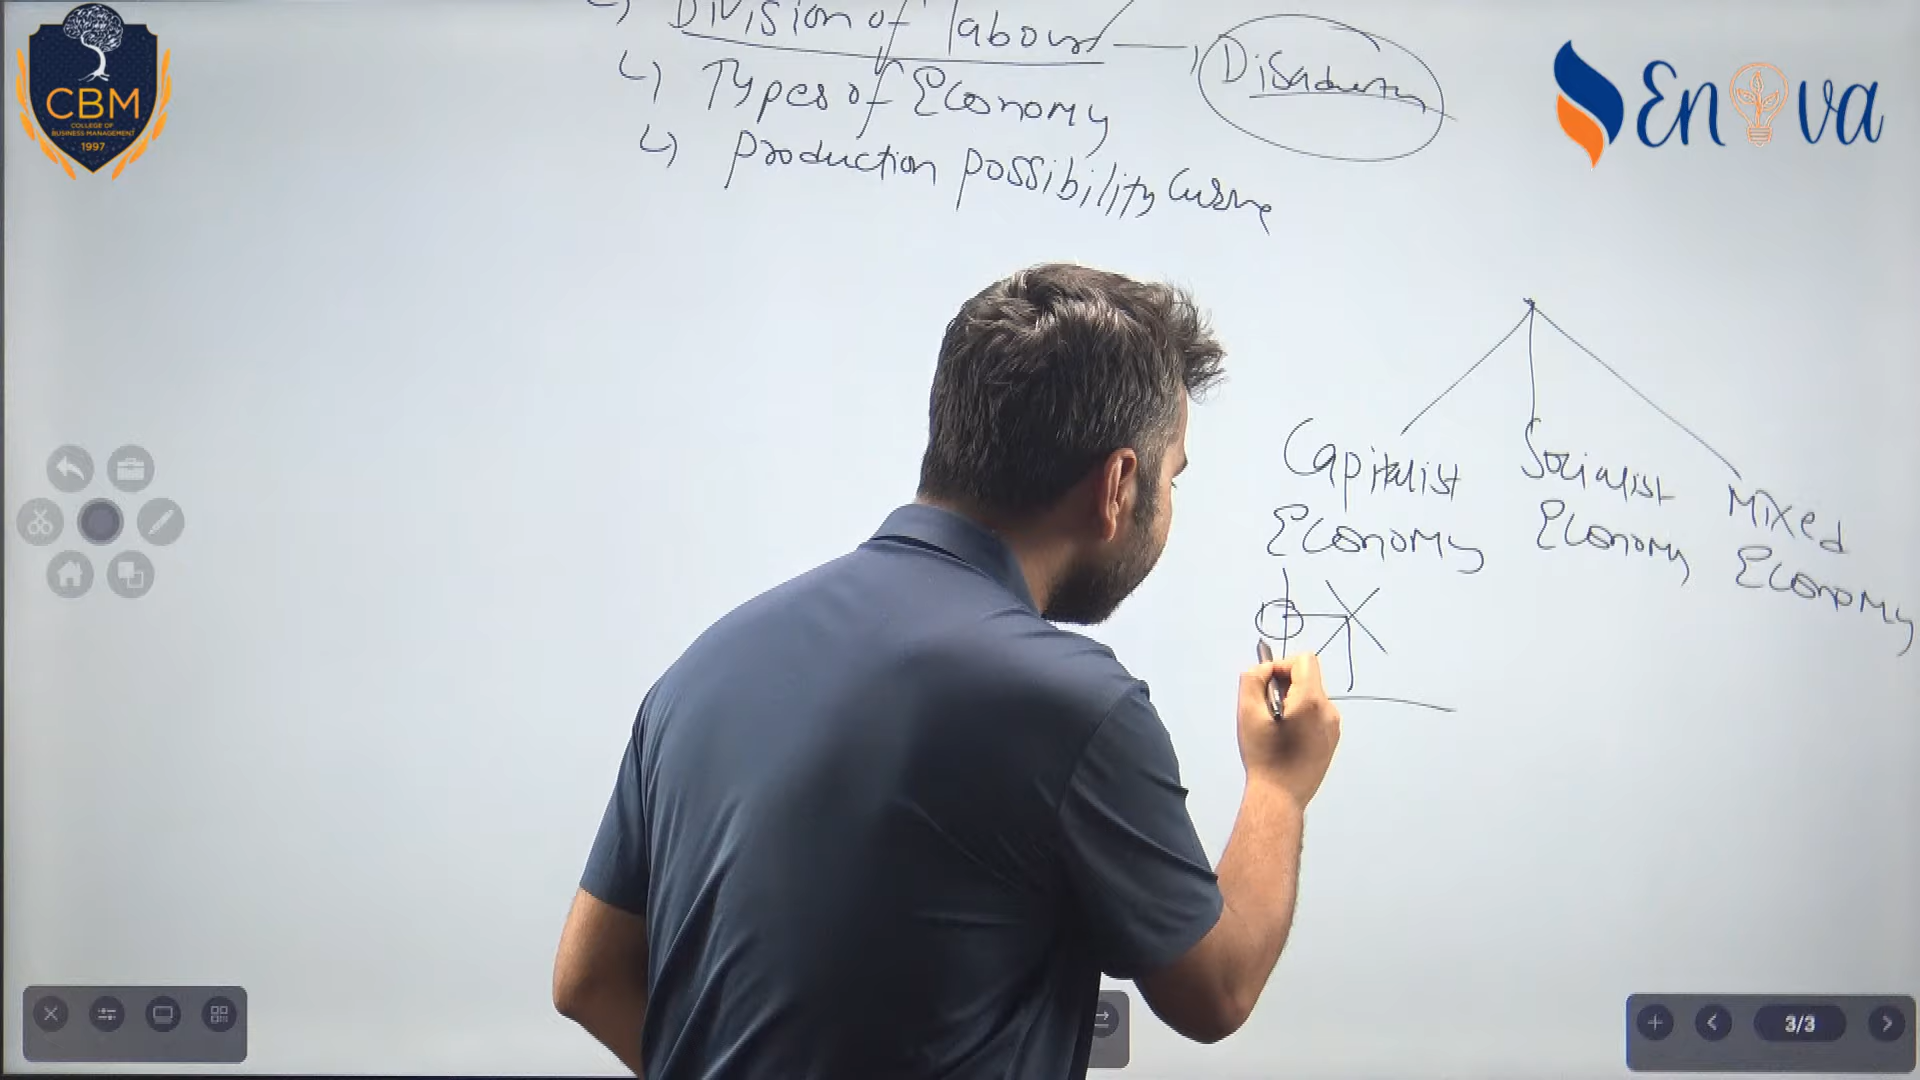 CBM
COLLEGE OF
BUSINESS MANAGEMENT
1997
Enova
Division of labour
Types of Economy
Production possibility Curve
Capitalist
Economy
Socialist
Economy
Mixed
Economy
3/3